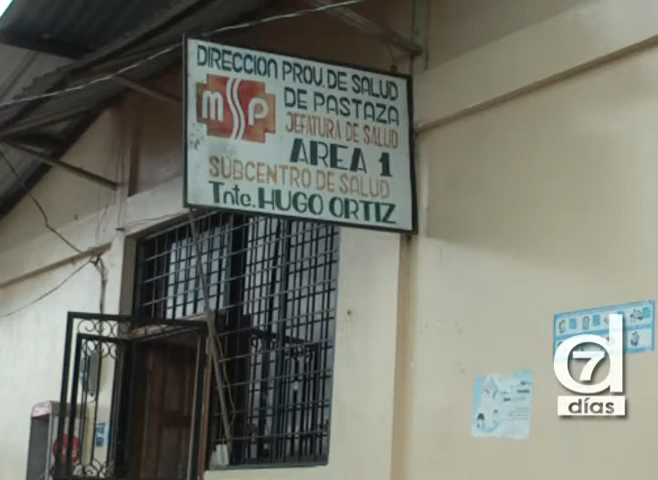 DIRECCION PROV. DE SALUD
DE PASTAZA
msp
JEFATURA DE SALUD
AREA 1
SUBCENTRO DE SALUD
Tnte. HUGO ORTIZ
7
d
días